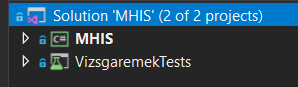 Solution 'MHIS' (2 of 2 projects)
C# MHIS
VizsgaremekTests